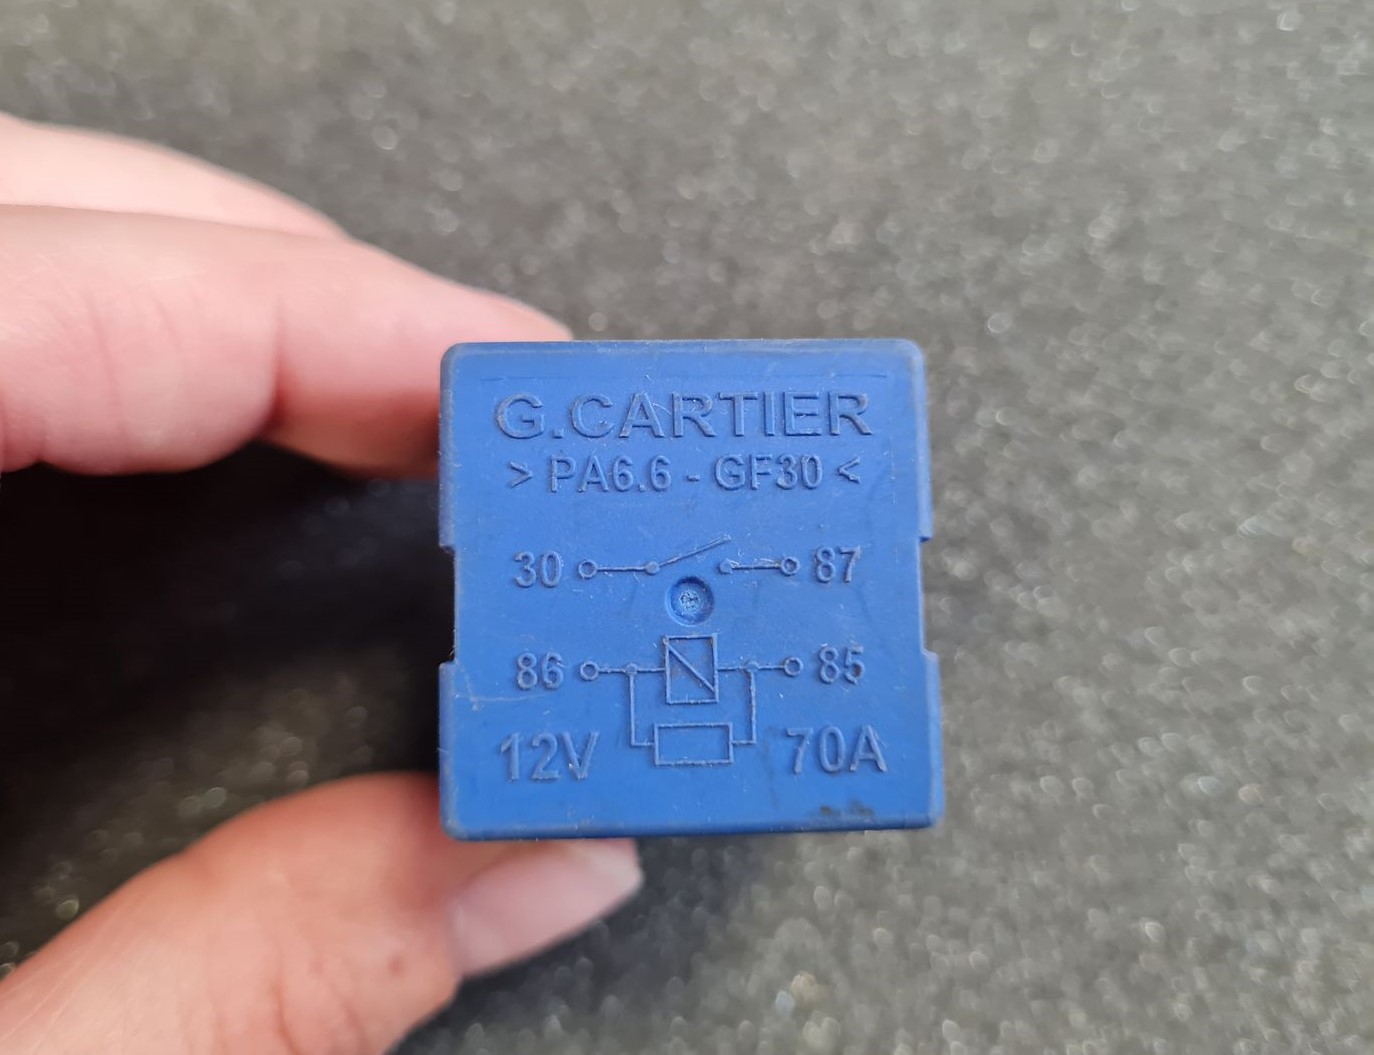 G.CARTIER
> PA6.6 - GF30 <
30 87
86 85
12V 70A